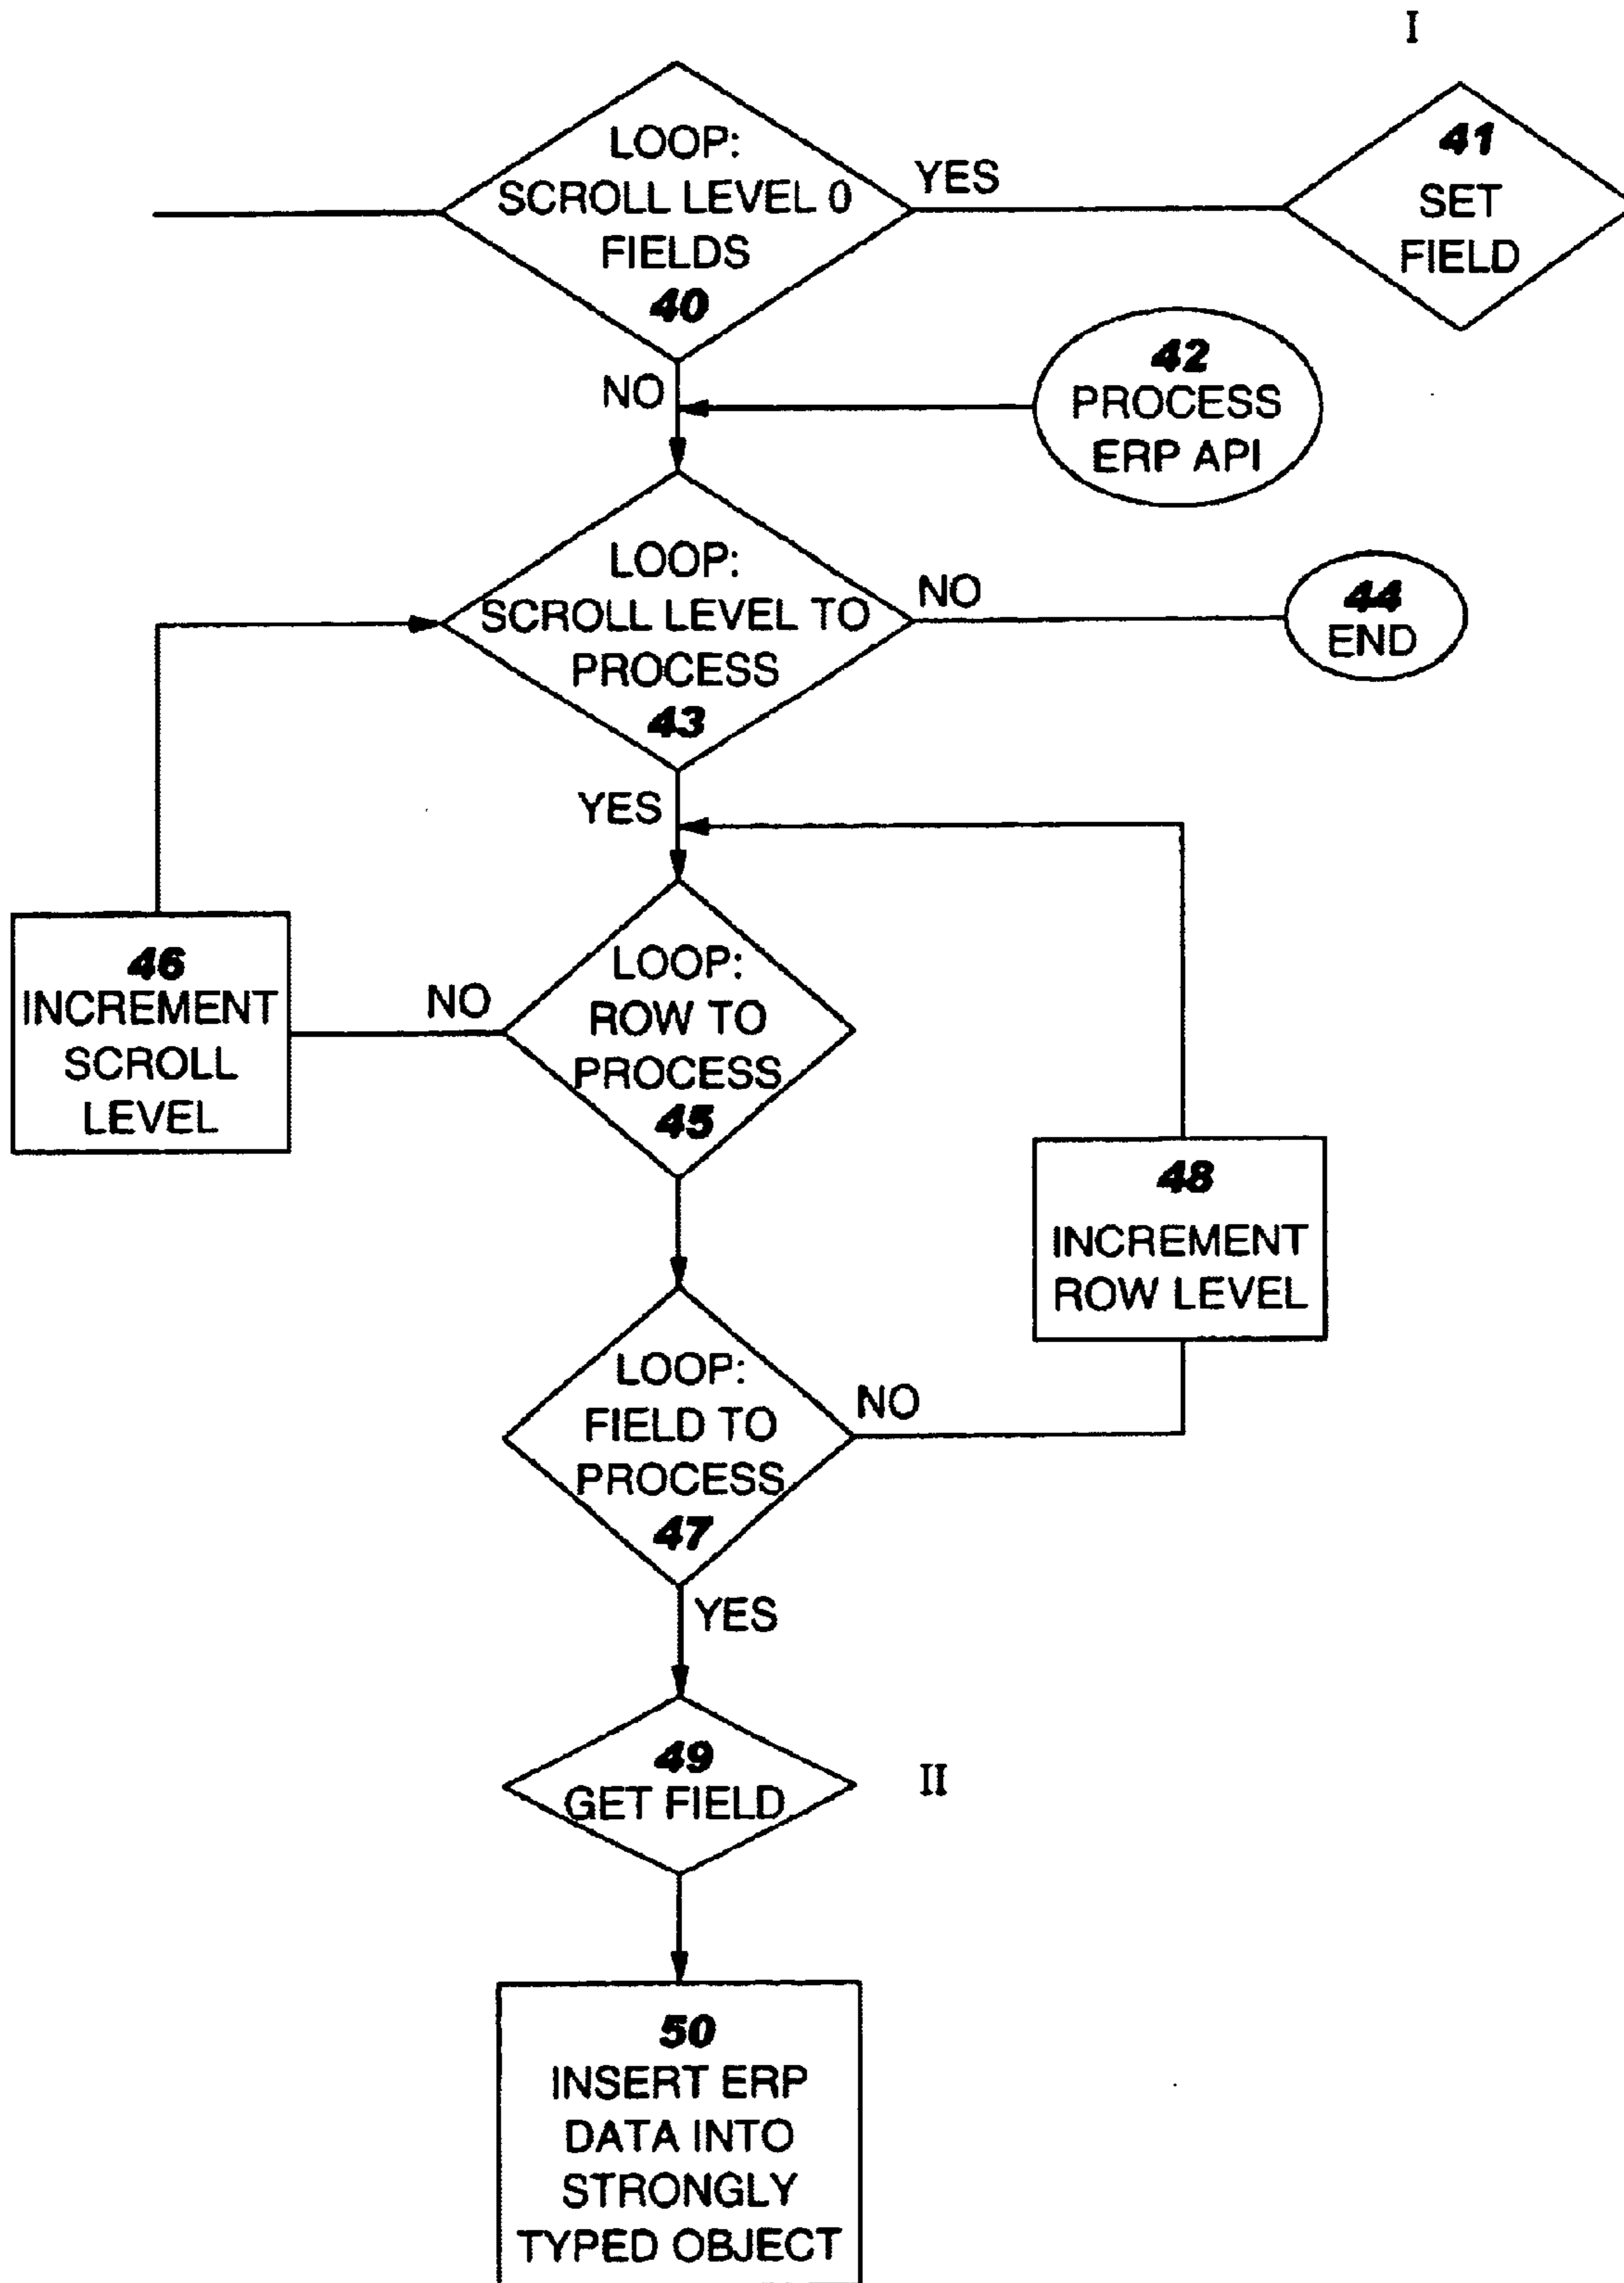 I
LOOP:
SCROLL LEVEL 0
FIELDS
40
YES
41
SET
FIELD
NO
42
PROCESS
ERP API
LOOP:
SCROLL LEVEL TO
PROCESS
43
NO
44
END
YES
46
INCREMENT
SCROLL
LEVEL
NO
LOOP:
ROW TO
PROCESS
45
48
INCREMENT
ROW LEVEL
LOOP:
FIELD TO
PROCESS
47
NO
YES
49
GET FIELD
II
50
INSERT ERP
DATA INTO
STRONGLY
TYPED OBJECT